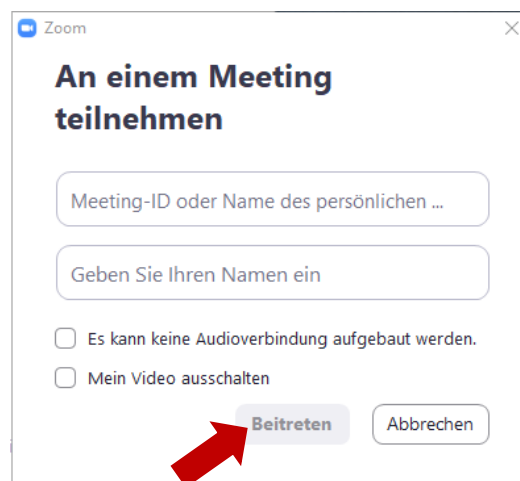 Zoom
An einem Meeting
teilnehmen
Meeting-ID oder Name des persönlichen ...
Geben Sie Ihren Namen ein
Es kann keine Audioverbindung aufgebaut werden.
Mein Video ausschalten
Beitreten Abbrechen